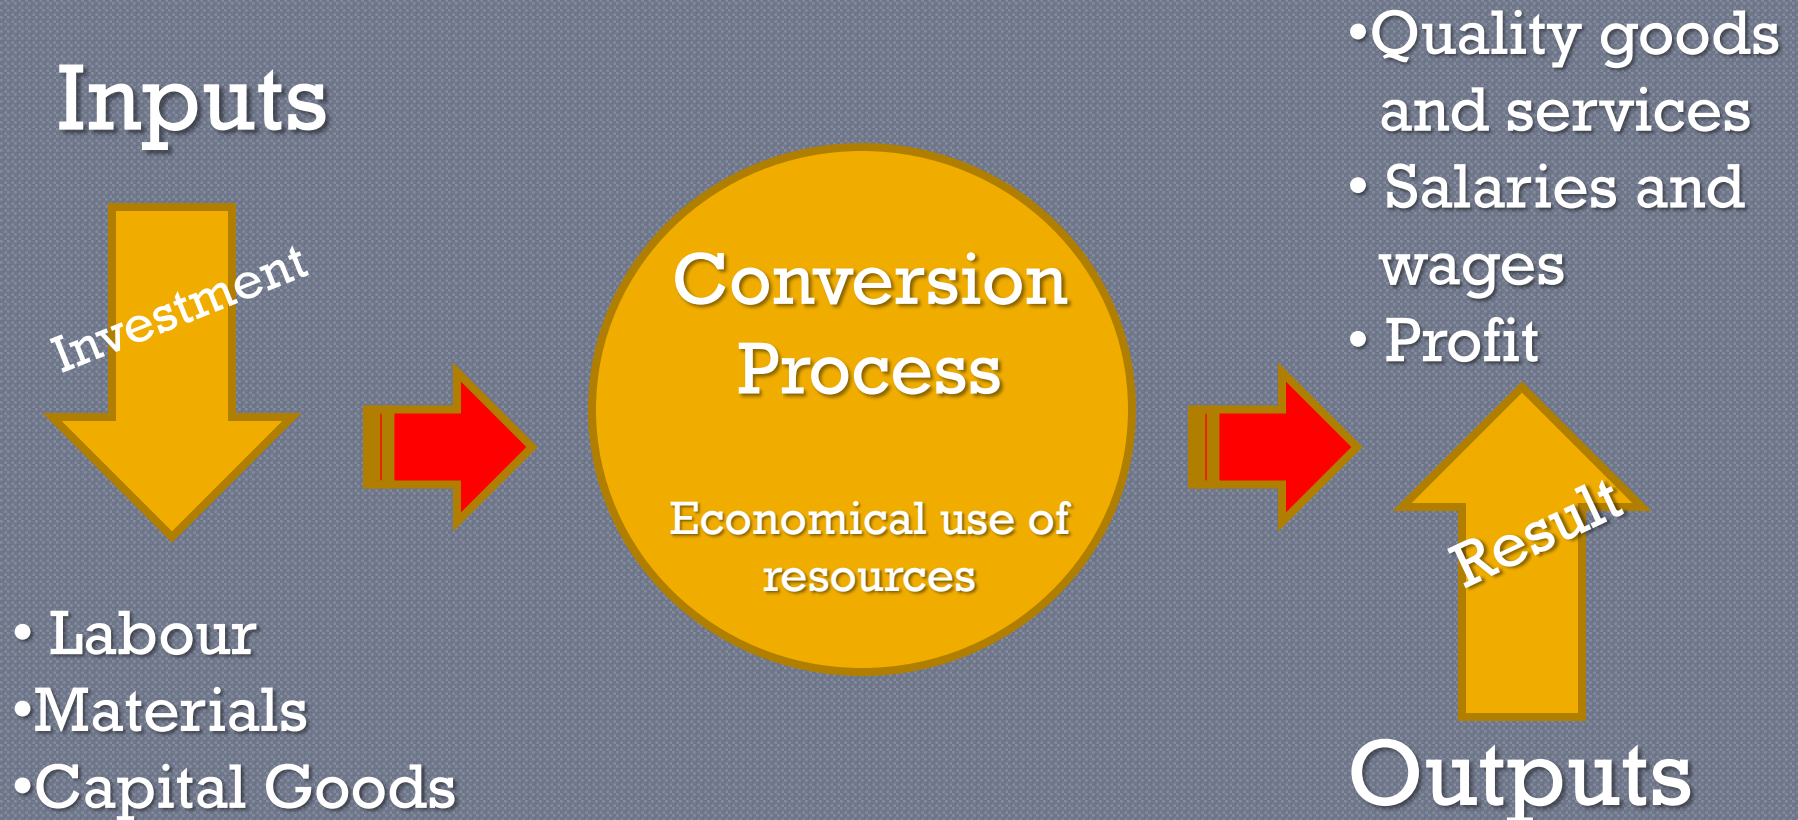 Inputs
Investment
• Labour
•Materials
•Capital Goods
Conversion
Process
Economical use of
resources
•Quality goods
and services
• Salaries and
wages
• Profit
Result
Outputs